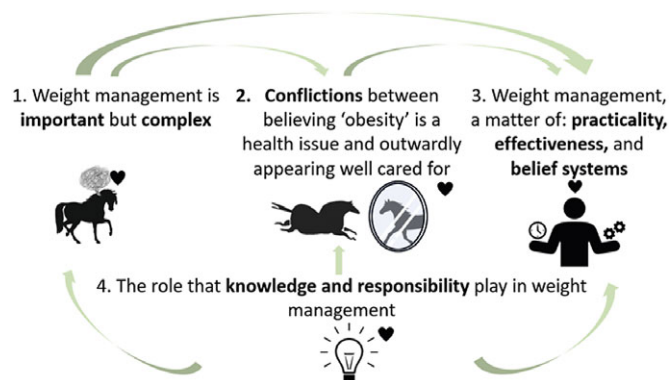 1. Weight management is
important but complex
2. Conflictions between
believing ‘obesity’ is a
health issue and outwardly
appearing well cared for
3. Weight management,
a matter of: practicality,
effectiveness, and
belief systems
4. The role that knowledge and responsibility play in weight
management